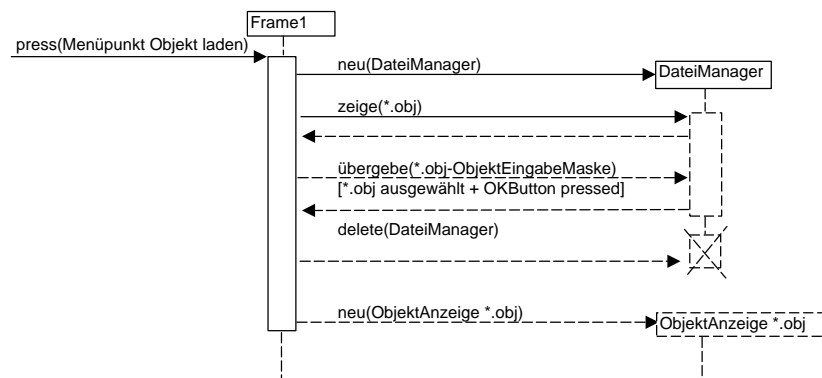 Frame1
press(Menüpunkt Objekt laden)
neu(DateiManager)
DateiManager
zeige(*.obj)
übergebe(*.obj-ObjektEingabeMaske)
[*.obj ausgewählt + OKButton pressed]
delete(DateiManager)
neu(ObjektAnzeige *.obj)
ObjektAnzeige *.obj